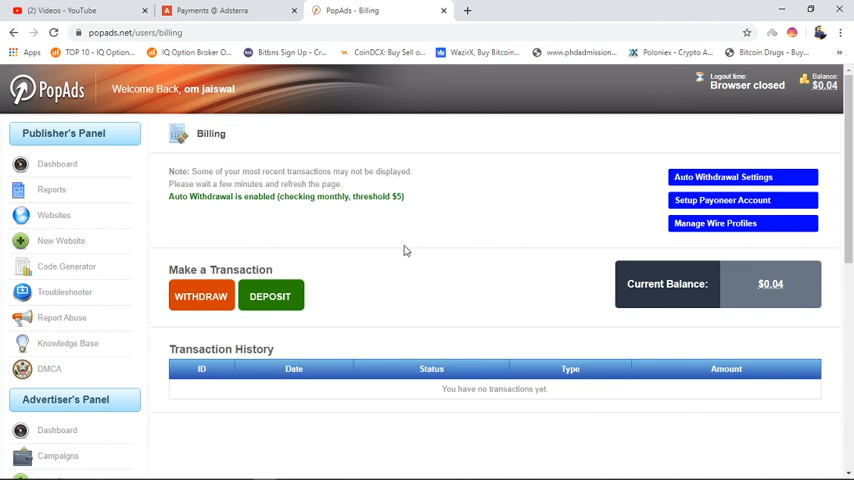 (2) Videos - YouTube
Payments @ Adsterra
PopAds - Billing
popads.net/users/billing
Apps
TOP 10 - IQ Option...
IQ Option Broker O...
Bitbns Sign Up - Cr...
CoinDCX: Buy Sell o...
WazirX, Buy Bitcoin...
www.phdadmission...
Poloniex - Crypto A...
Bitcoin Drugs - Buy...
PopAds
Welcome Back, om jaiswal
Logout time:
Browser closed
Balance:
$0.04
Publisher's Panel
Dashboard
Reports
Websites
New Website
Code Generator
Troubleshooter
Report Abuse
Knowledge Base
DMCA
Advertiser's Panel
Dashboard
Campaigns
Billing
Note: Some of your most recent transactions may not be displayed.
Please wait a few minutes and refresh the page.
Auto Withdrawal is enabled (checking monthly, threshold $5)
Auto Withdrawal Settings
Setup Payoneer Account
Manage Wire Profiles
Make a Transaction
WITHDRAW
DEPOSIT
Current Balance:
$0.04
Transaction History
ID
Date
Status
Type
Amount
You have no transactions yet.